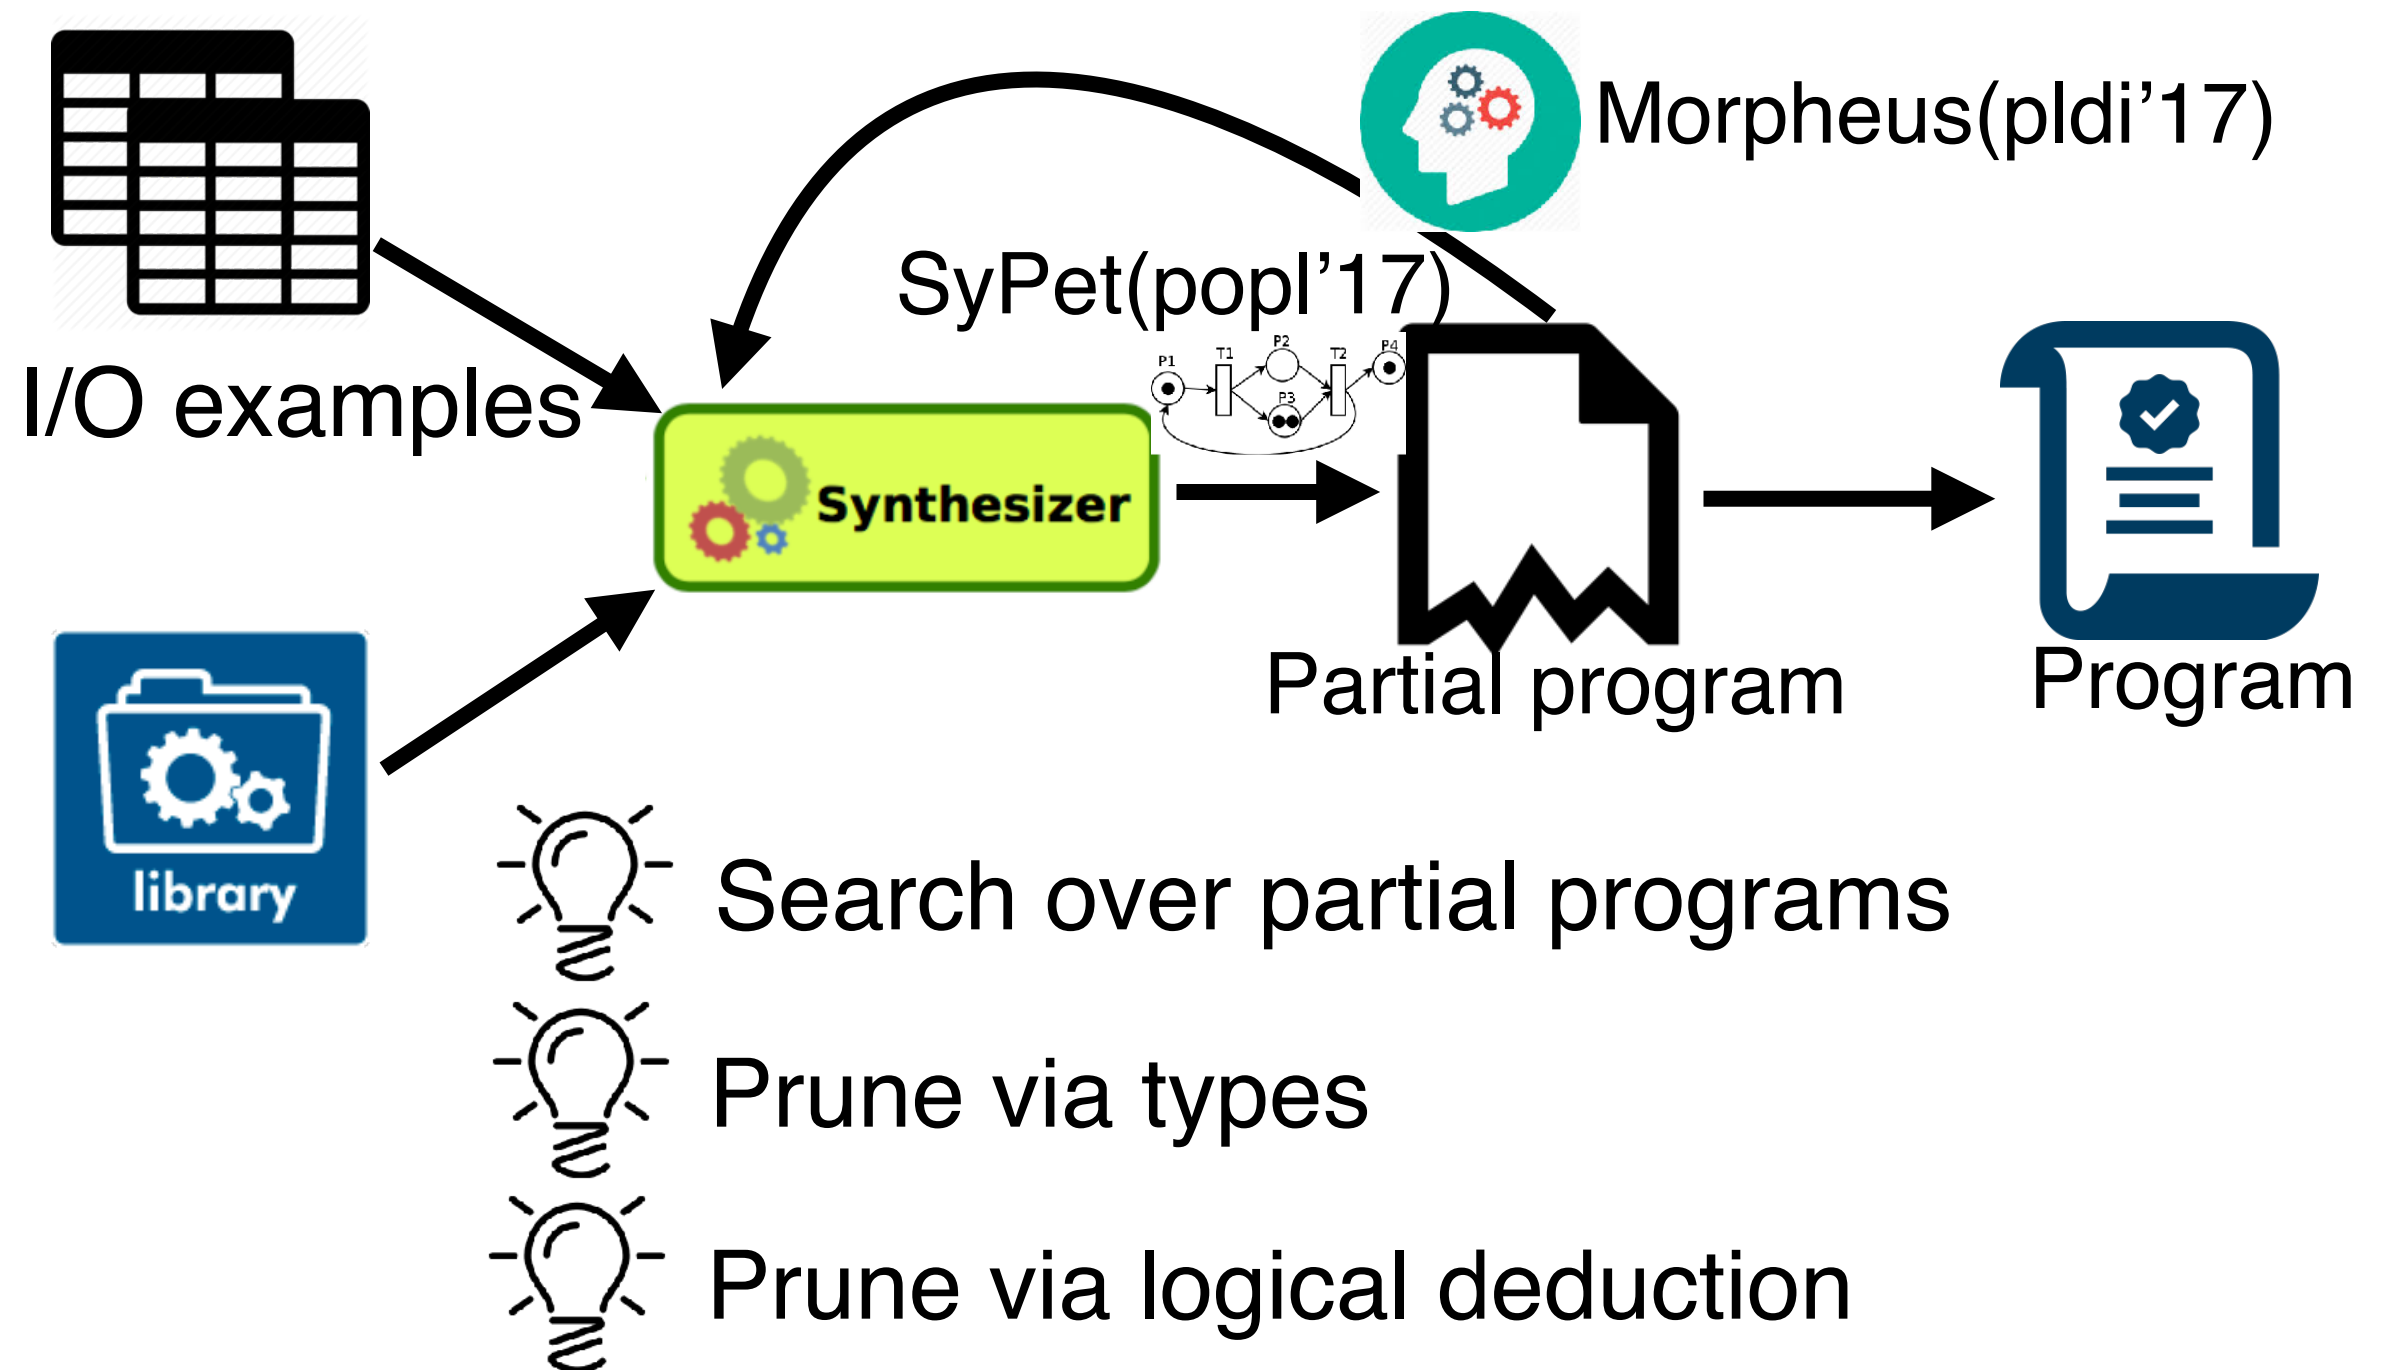 Morpheus(pldi’17)
SyPet(popl’17)
P1
T1
P2
P3
T2
P4
I/O examples
Synthesizer
Partial program
Program
library
Search over partial programs
Prune via types
Prune via logical deduction